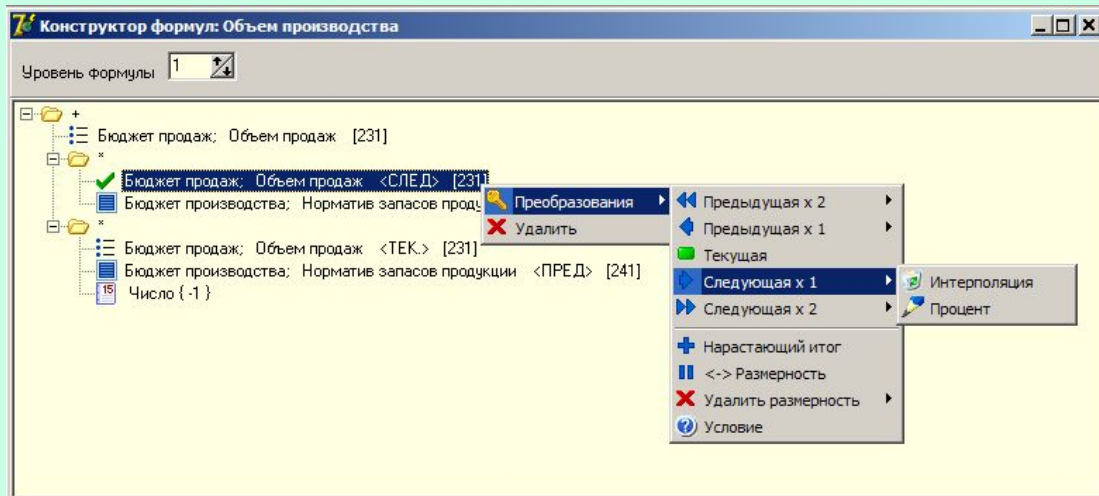 Конструктор формул: Объем производства
Уровень формулы 1
+
Бюджет продаж; Объем продаж [231]
*
Бюджет продаж; Объем продаж <СЛЕД> [231]
Бюджет производства; Норматив запасов проду
*
Бюджет продаж; Объем продаж <ТЕК.> [231]
Бюджет производства; Норматив запасов продукции <ПРЕД> [241]
15 Число { -1 }
Преобразования
Удалить
Предыдущая x 2
Предыдущая x 1
Текущая
Следующая x 1
Следующая x 2
Нарастающий итог
<-> Размерность
Удалить размерность
Условие
Интерполяция
Процент